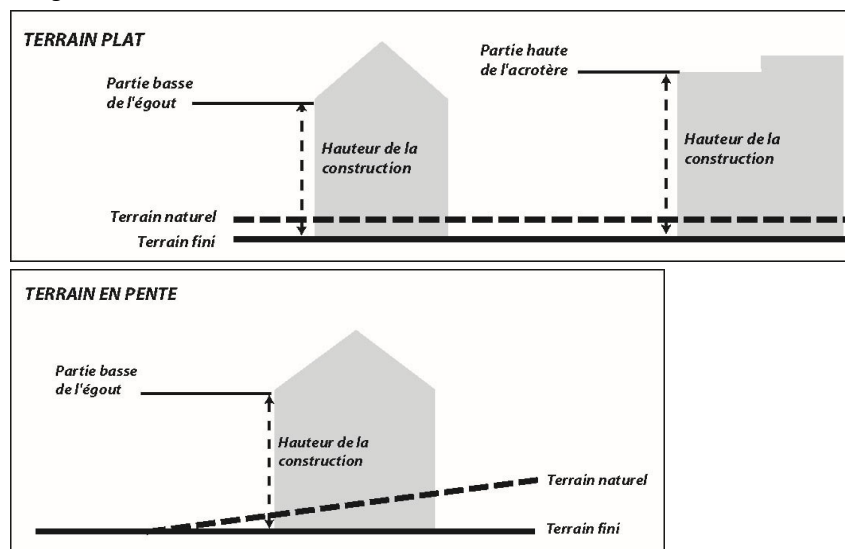 TERRAIN PLAT
Partie basse
de l'égout
Hauteur de la
construction
Partie haute
de l'acrotère
Hauteur de la
construction
Terrain naturel
Terrain fini
TERRAIN EN PENTE
Partie basse
de l'égout
Hauteur de la
construction
Terrain naturel
Terrain fini